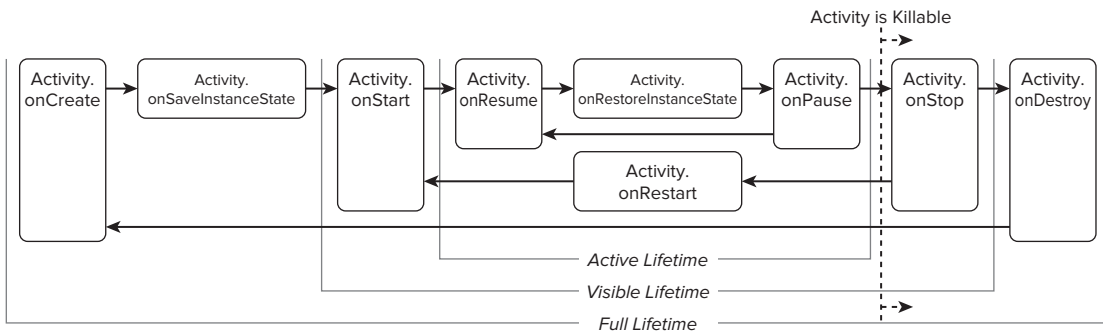 Activity is Killable
Activity.
onCreate
Activity.
onSaveInstanceState
Activity.
onStart
Activity.
onResume
Activity.
onRestoreInstanceState
Activity.
onPause
Activity.
onStop
Activity.
onDestroy
Activity.
onRestart
Active Lifetime
Visible Lifetime
Full Lifetime